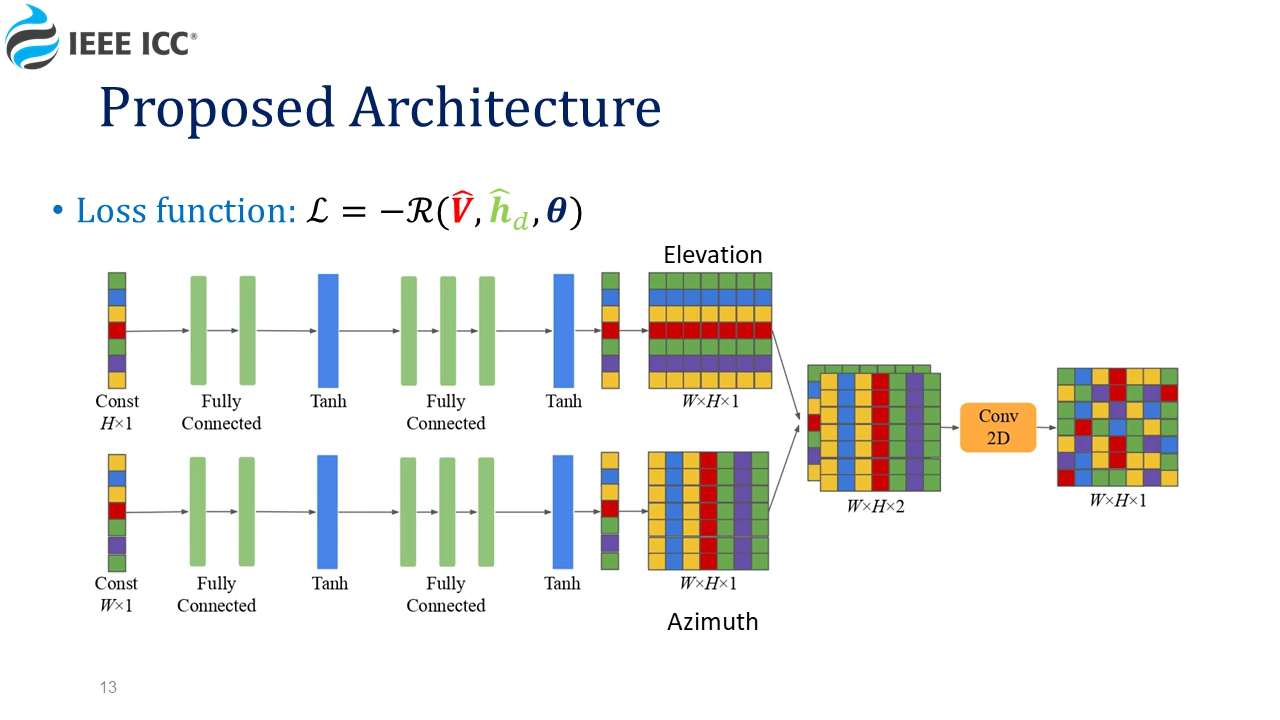 IEEE ICC®
Proposed Architecture
• Loss function: ℒ = −ℛ(V̂, ĥ_d, θ)
Elevation
Const
H×1
Fully
Connected
Tanh
Fully
Connected
Tanh
W×H×1
Const
W×1
Fully
Connected
Tanh
Fully
Connected
Tanh
W×H×1
Azimuth
W×H×2
Conv
2D
W×H×1
13